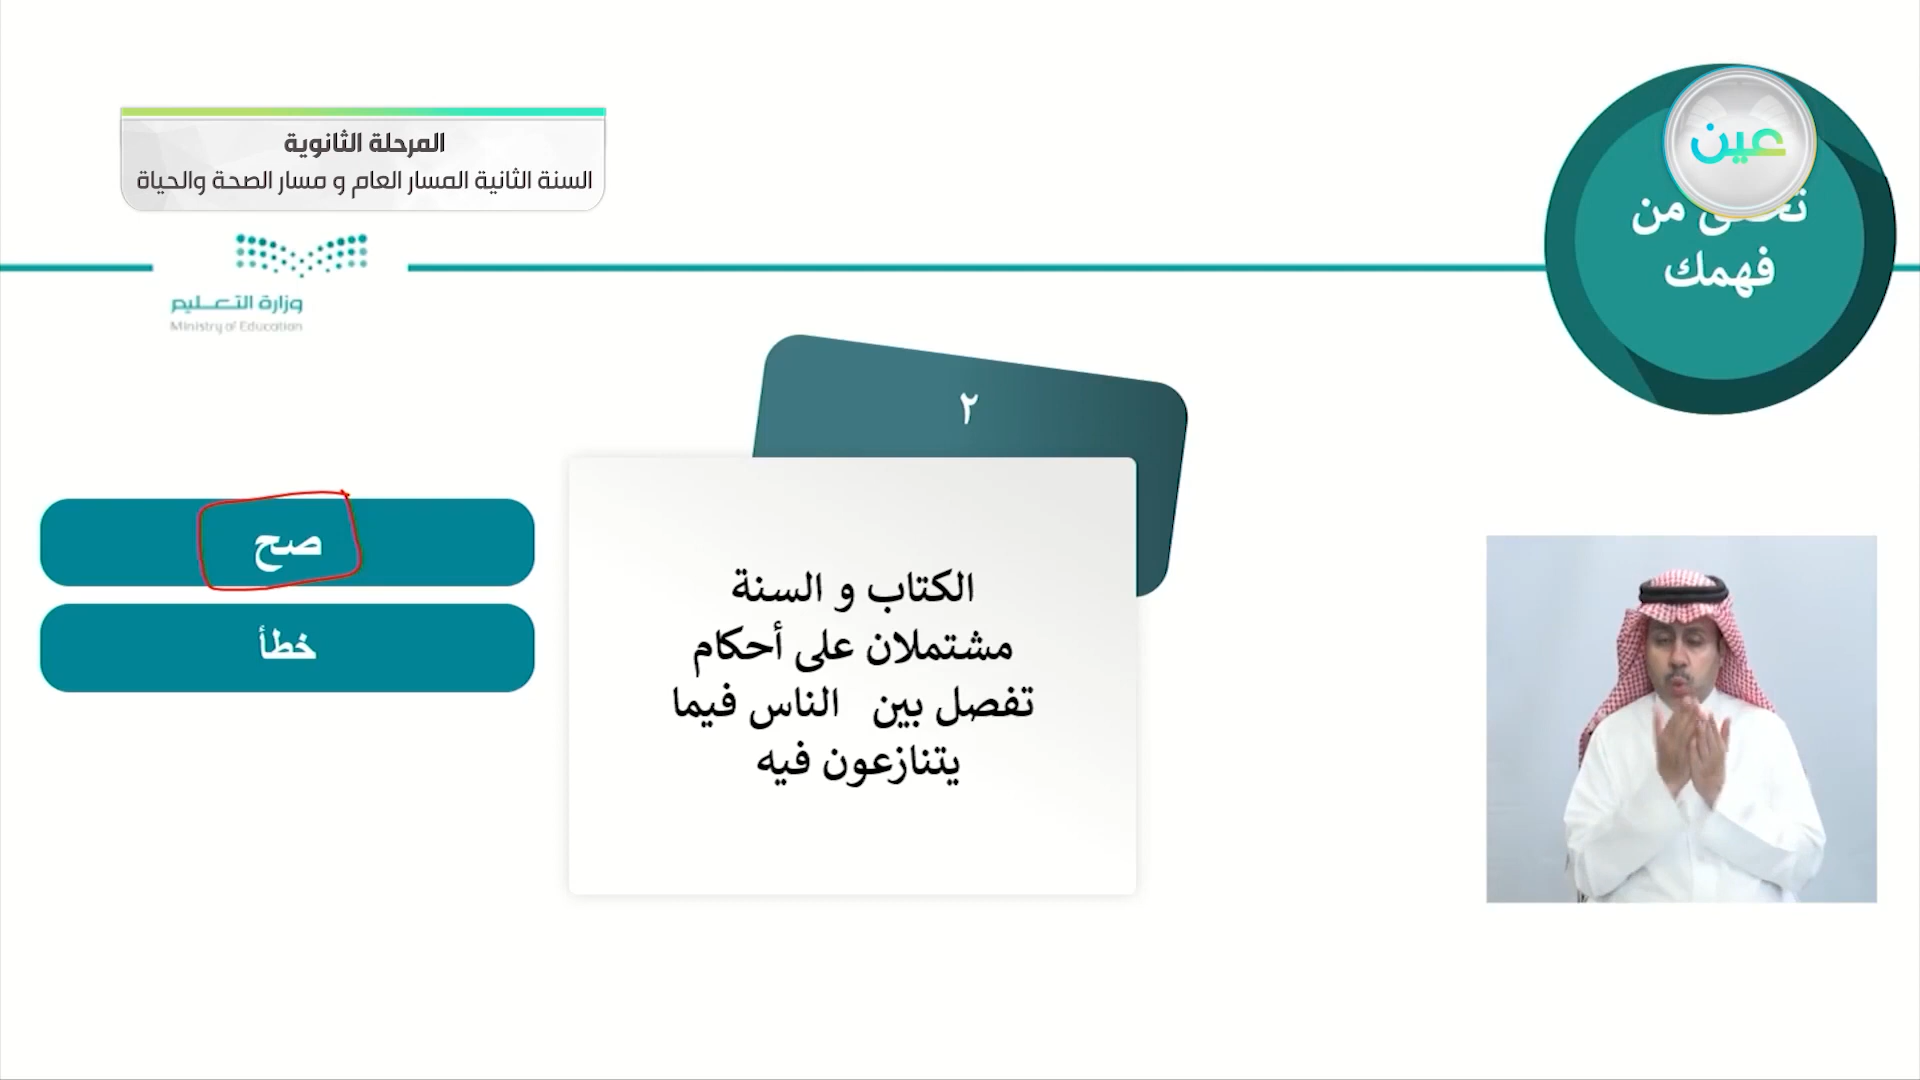 المرحلة الثانوية
السنة الثانية المسار العام و مسار الصحة والحياة
عين
من
فهمك
وزارة التعليم
Ministry of Education
٢
الكتاب و السنة
مشتملان على أحكام
تفصل بين الناس فيما
يتنازعون فيه
صح
خطأ